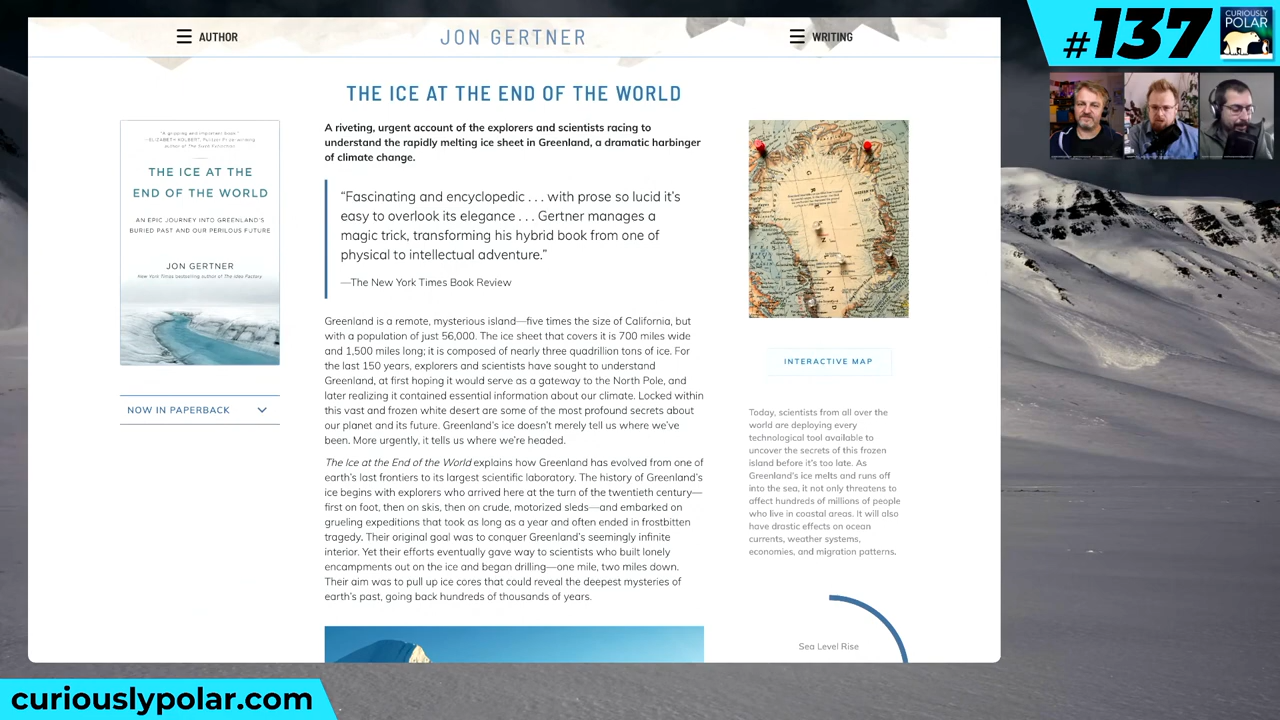 AUTHOR
JON GERTNER
WRITING
#137
CURIOUSLY
POLAR
THE ICE AT THE END OF THE WORLD
"A gripping and important book."
THE ICE AT THE
END OF THE WORLD
AN EPIC JOURNEY INTO GREENLAND'S
BURIED PAST AND OUR PERILOUS FUTURE
JON GERTNER
New York Times bestselling author of The Idea Factory
NOW IN PAPERBACK
A riveting, urgent account of the explorers and scientists racing to
understand the rapidly melting ice sheet in Greenland, a dramatic harbinger
of climate change.
“Fascinating and encyclopedic . . . with prose so lucid it’s
easy to overlook its elegance . . . Gertner manages a
magic trick, transforming his hybrid book from one of
physical to intellectual adventure.”
—The New York Times Book Review
Greenland is a remote, mysterious island—five times the size of California, but
with a population of just 56,000. The ice sheet that covers it is 700 miles wide
and 1,500 miles long; it is composed of nearly three quadrillion tons of ice. For
the last 150 years, explorers and scientists have sought to understand
Greenland, at first hoping it would serve as a gateway to the North Pole, and
later realizing it contained essential information about our climate. Locked within
this vast and frozen white desert are some of the most profound secrets about
our planet and its future. Greenland’s ice doesn’t merely tell us where we’ve
been. More urgently, it tells us where we’re headed.
The Ice at the End of the World explains how Greenland has evolved from one of
earth’s last frontiers to its largest scientific laboratory. The history of Greenland’s
ice begins with explorers who arrived here at the turn of the twentieth century—
first on foot, then on skis, then on crude, motorized sleds—and embarked on
grueling expeditions that took as long as a year and often ended in frostbitten
tragedy. Their original goal was to conquer Greenland’s seemingly infinite
interior. Yet their efforts eventually gave way to scientists who built lonely
encampments out on the ice and began drilling—one mile, two miles down.
Their aim was to pull up ice cores that could reveal the deepest mysteries of
earth’s past, going back hundreds of thousands of years.
INTERACTIVE MAP
Today, scientists from all over the
world are deploying every
technological tool available to
uncover the secrets of this frozen
island before it’s too late. As
Greenland’s ice melts and runs off
into the sea, it not only threatens to
affect hundreds of millions of people
who live in coastal areas. It will also
have drastic effects on ocean
currents, weather systems,
economies, and migration patterns.
Sea Level Rise
curiouslypolar.com